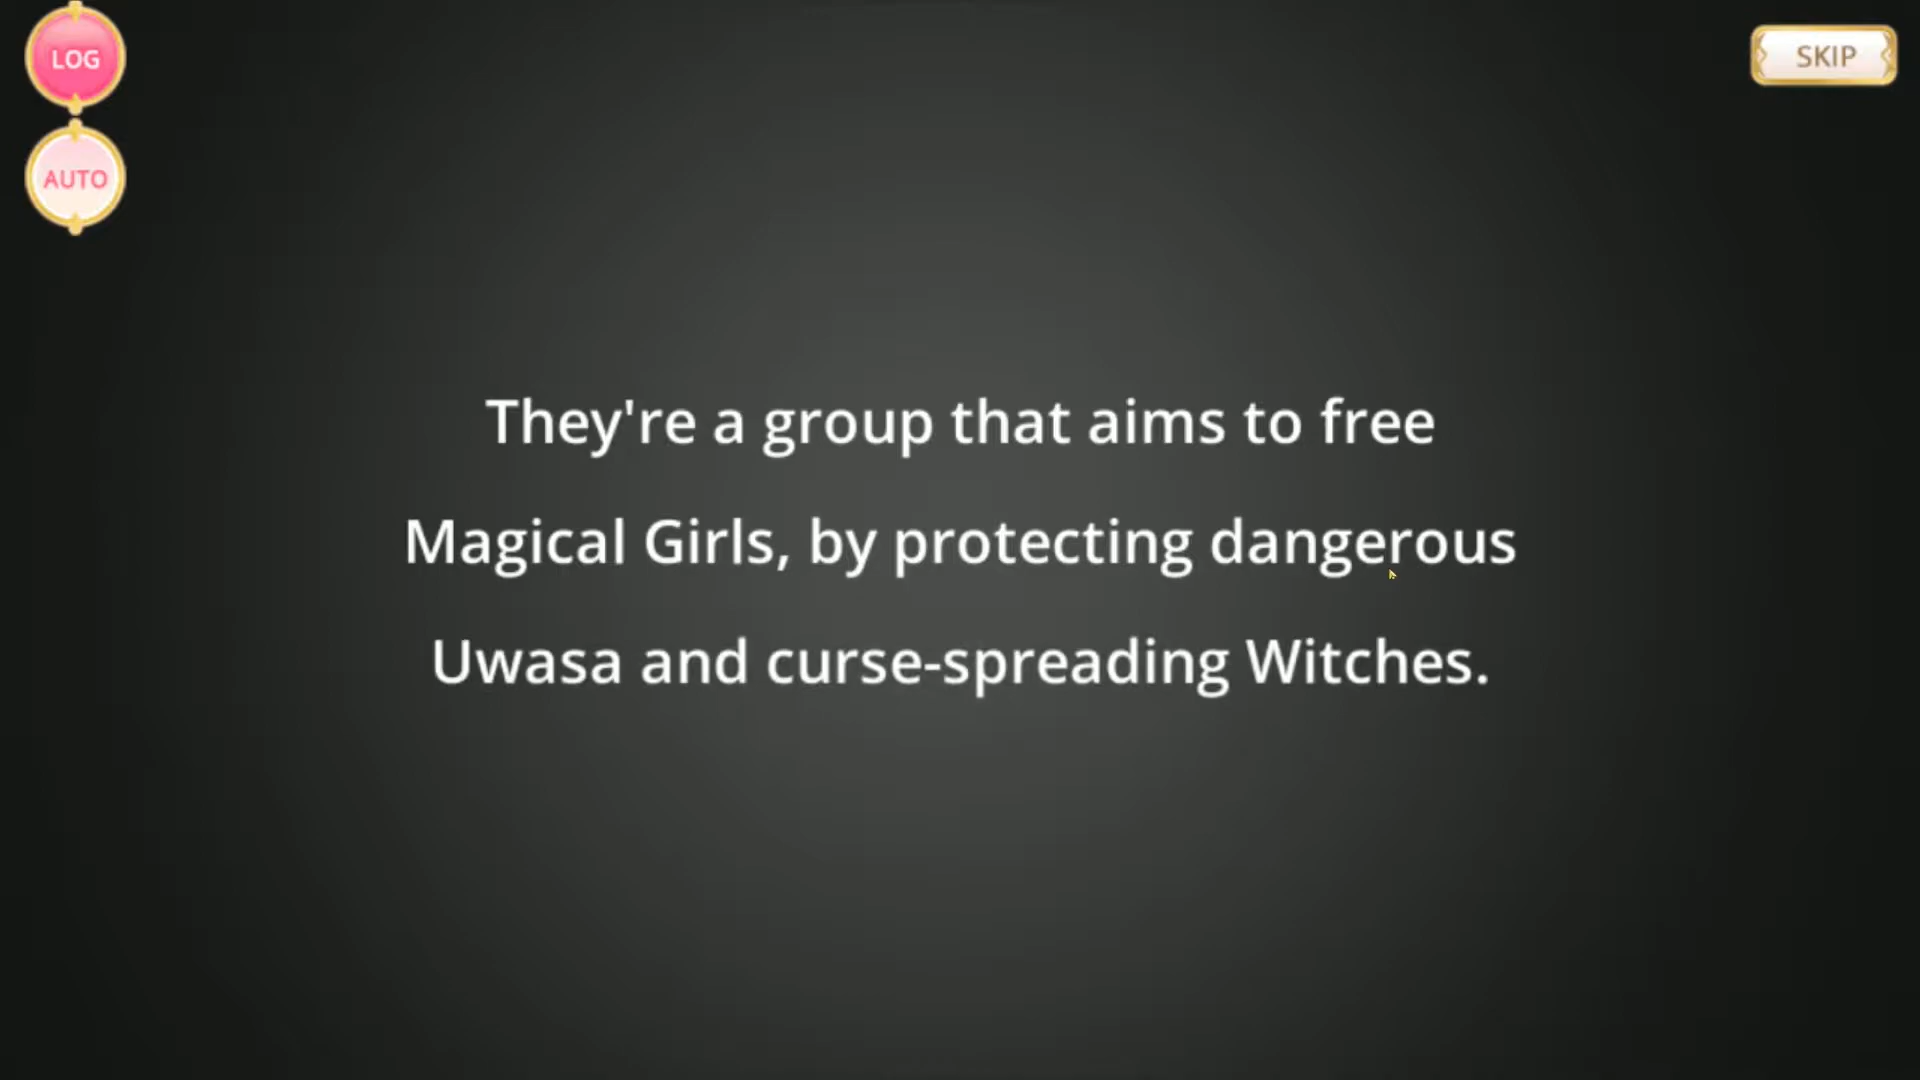 LOG
SKIP
AUTO
They're a group that aims to free
Magical Girls, by protecting dangerous
Uwasa and curse-spreading Witches.